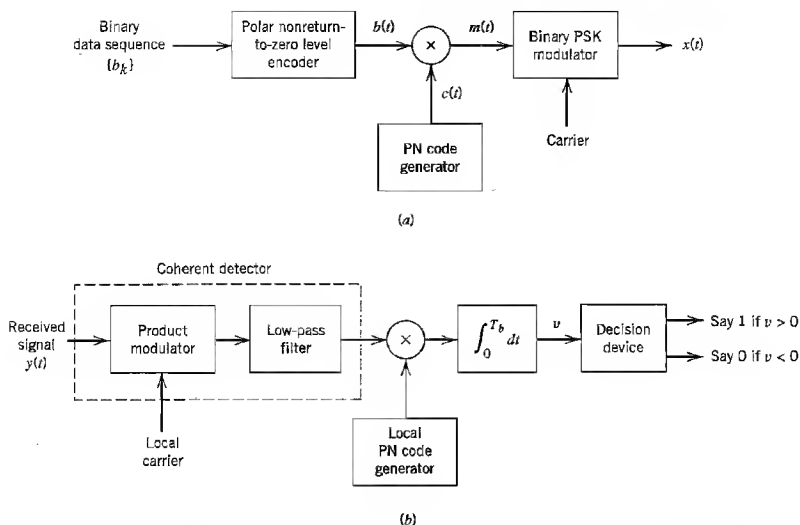 Binary
data sequence
{bₖ}
Polar nonreturn-
to-zero level
encoder
b(t)
×
m(t)
Binary PSK
modulator
x(t)
c(t)
PN code
generator
Carrier
(a)
Coherent detector
Received
signal
y(t)
Product
modulator
Low-pass
filter
×
∫₀^{T_b} dt
v
Decision
device
Say 1 if v > 0
Say 0 if v < 0
Local
carrier
Local
PN code
generator
(b)